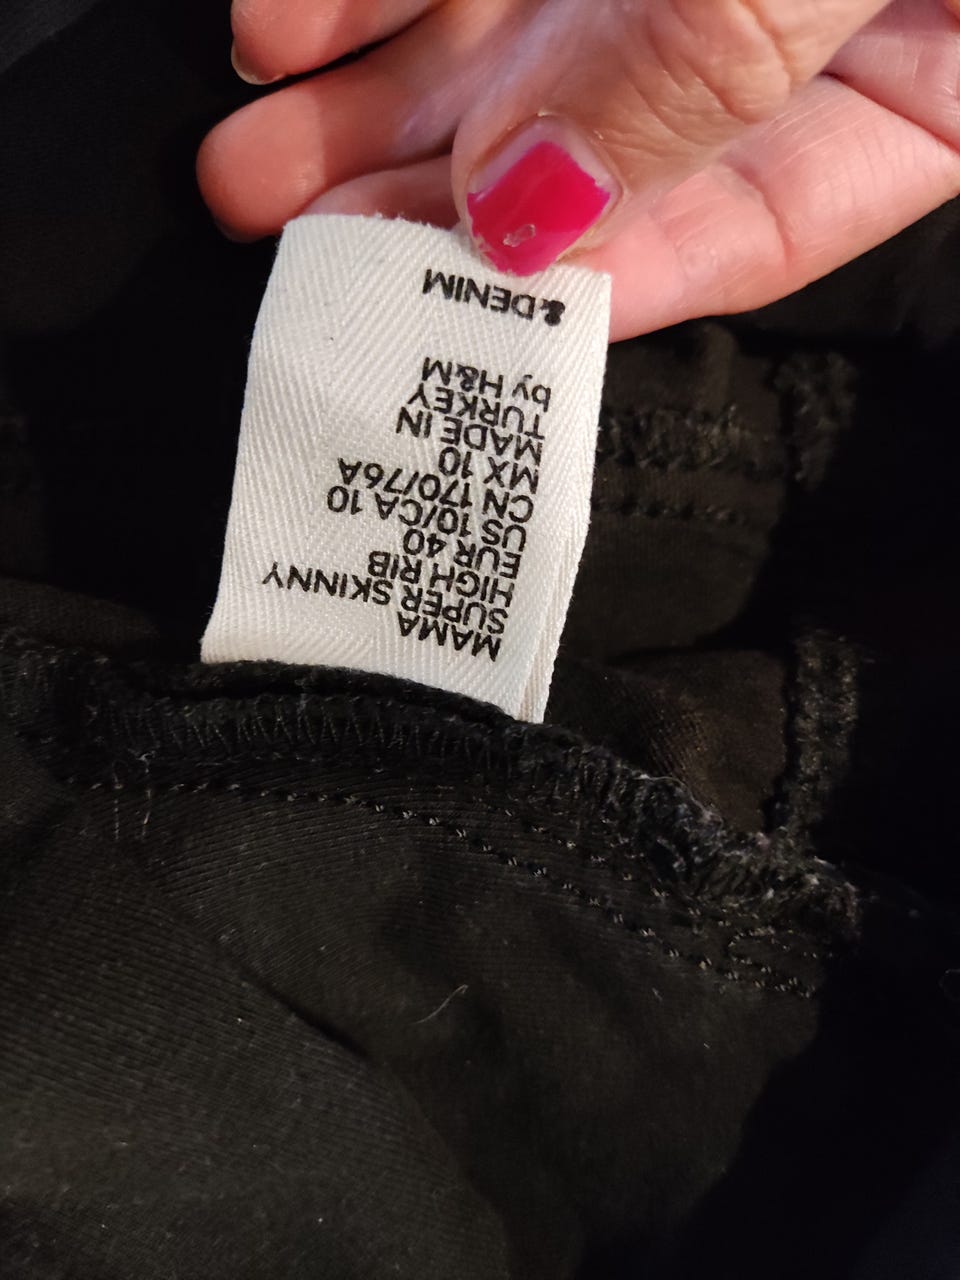 &DENIM
by H&M
TURKEY
MADE IN
MX 10
CN 170/76A
US 10/CA 10
EUR 40
HIGH RIB
SUPER SKINNY
MAMA